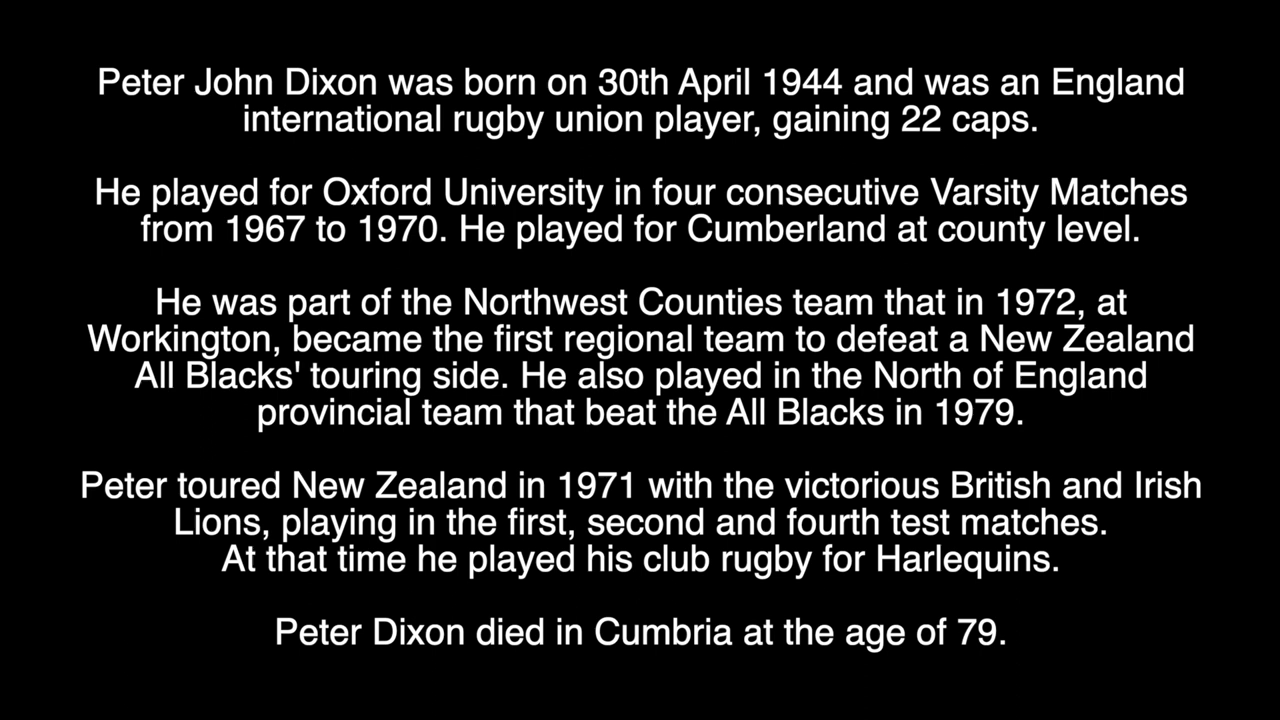 Peter John Dixon was born on 30th April 1944 and was an England
international rugby union player, gaining 22 caps.
He played for Oxford University in four consecutive Varsity Matches
from 1967 to 1970. He played for Cumberland at county level.
He was part of the Northwest Counties team that in 1972, at
Workington, became the first regional team to defeat a New Zealand
All Blacks' touring side. He also played in the North of England
provincial team that beat the All Blacks in 1979.
Peter toured New Zealand in 1971 with the victorious British and Irish
Lions, playing in the first, second and fourth test matches.
At that time he played his club rugby for Harlequins.
Peter Dixon died in Cumbria at the age of 79.